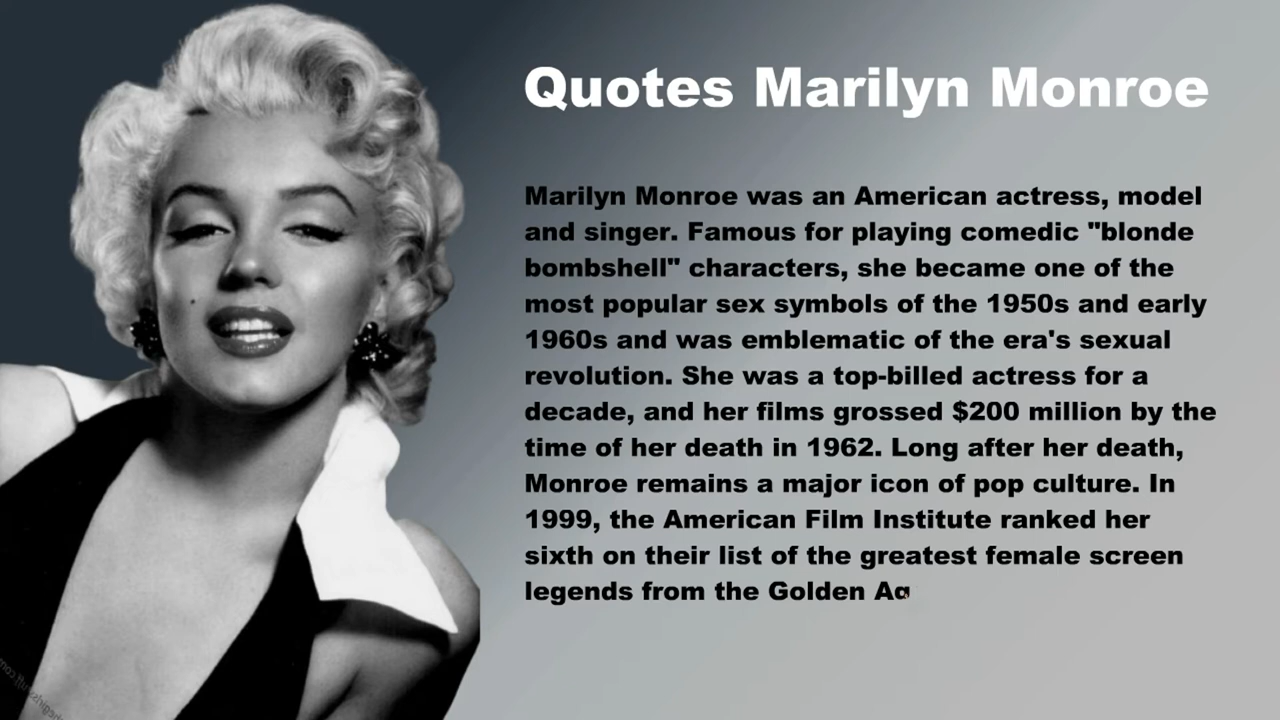 Quotes Marilyn Monroe
Marilyn Monroe was an American actress, model
and singer. Famous for playing comedic "blonde
bombshell" characters, she became one of the
most popular sex symbols of the 1950s and early
1960s and was emblematic of the era's sexual
revolution. She was a top-billed actress for a
decade, and her films grossed $200 million by the
time of her death in 1962. Long after her death,
Monroe remains a major icon of pop culture. In
1999, the American Film Institute ranked her
sixth on their list of the greatest female screen
legends from the Golden